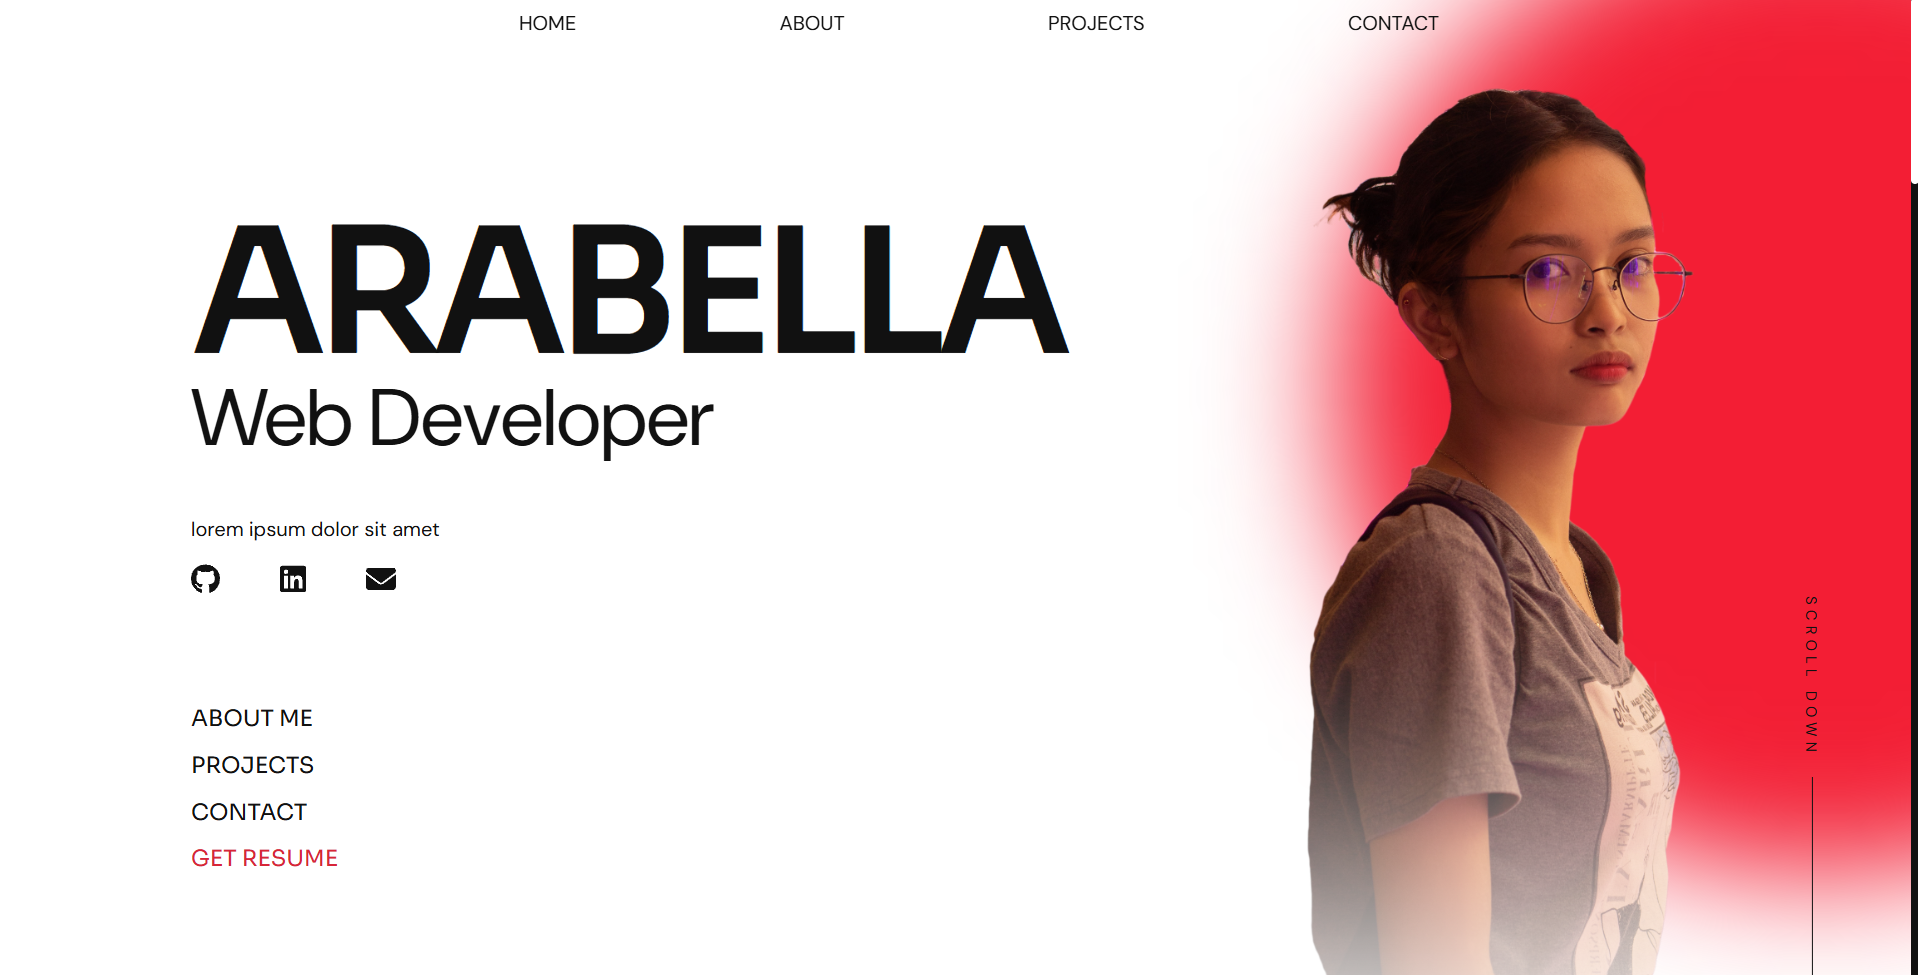 HOME ABOUT PROJECTS CONTACT
ARABELLA
Web Developer
lorem ipsum dolor sit amet
ABOUT ME
PROJECTS
CONTACT
GET RESUME
SCROLL DOWN